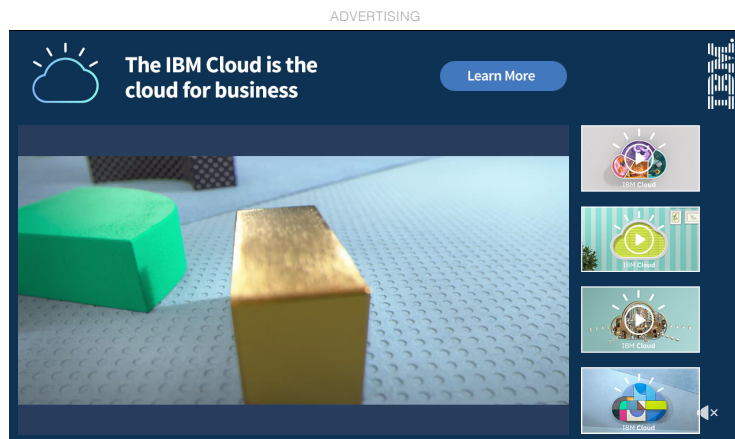 ADVERTISING
The IBM Cloud is the
cloud for business
Learn More
IBM
IBM Cloud
IBM Cloud
IBM Cloud
IBM Cloud